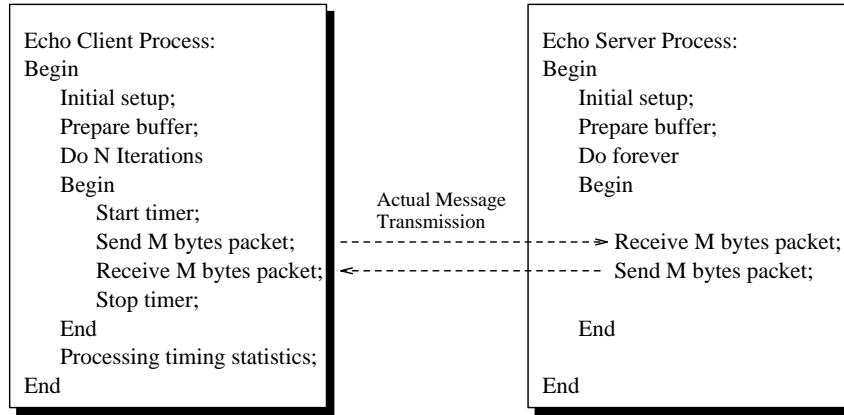 Echo Client Process:
Begin
Initial setup;
Prepare buffer;
Do N Iterations
Begin
Start timer;
Send M bytes packet;
Receive M bytes packet;
Stop timer;
End
Processing timing statistics;
End
Actual Message
Transmission
Echo Server Process:
Begin
Initial setup;
Prepare buffer;
Do forever
Begin
Receive M bytes packet;
Send M bytes packet;
End
End